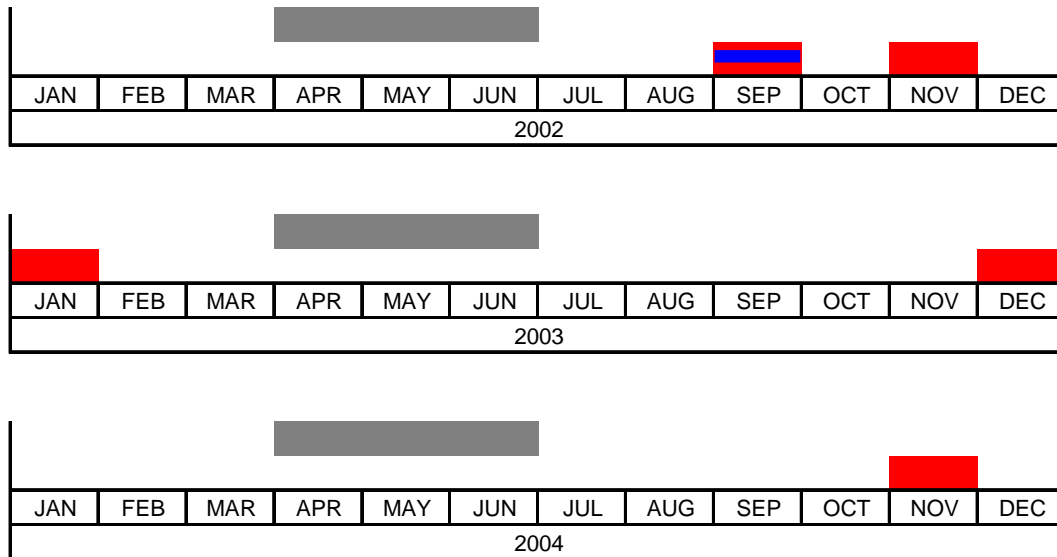 JAN FEB MAR APR MAY JUN JUL AUG SEP OCT NOV DEC
2002
JAN FEB MAR APR MAY JUN JUL AUG SEP OCT NOV DEC
2003
JAN FEB MAR APR MAY JUN JUL AUG SEP OCT NOV DEC
2004